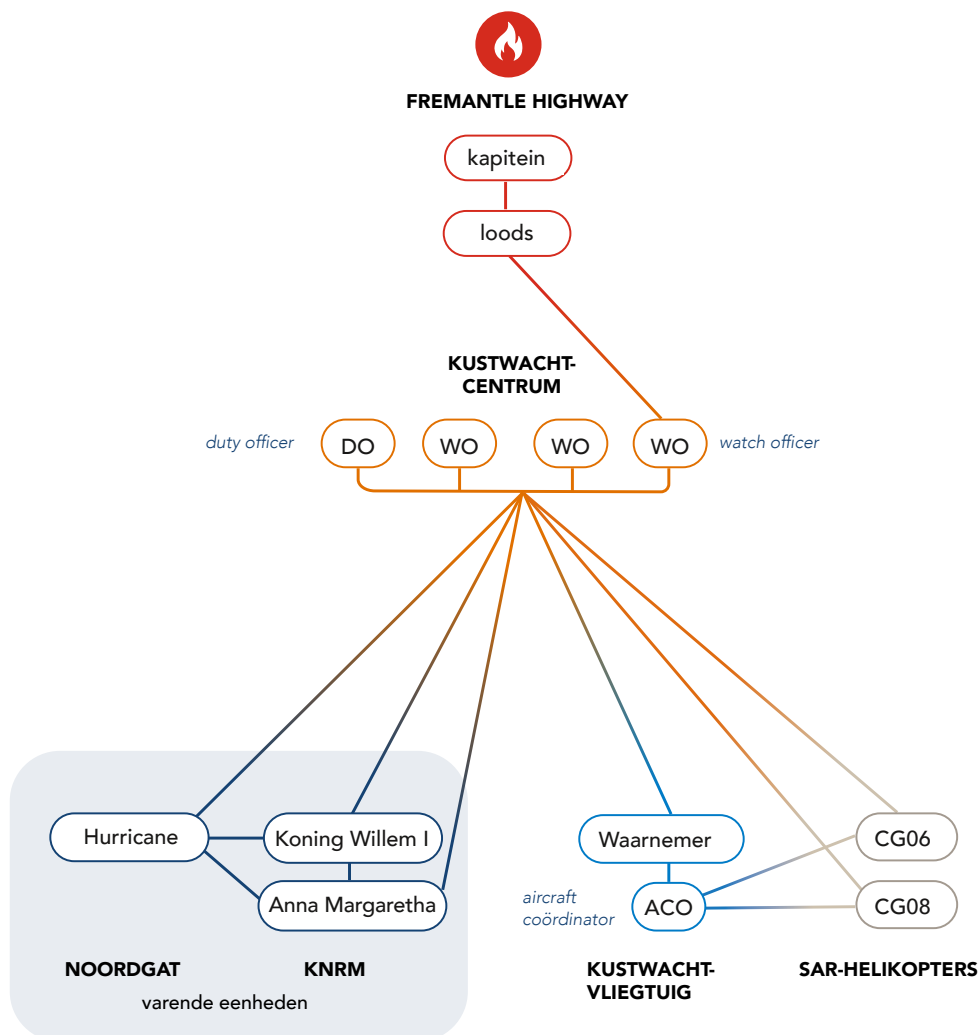 FREMANTLE HIGHWAY
kapitein
loods
KUSTWACHT-
CENTRUM
duty officer
DO
WO
WO
WO
watch officer
Hurricane
Koning Willem I
Waarnemer
CG06
Anna Margaretha
aircraft
coördinator
ACO
CG08
NOORDGAT
KNRM
varende eenheden
KUSTWACHT-
VLIEGTUIG
SAR-HELIKOPTERS